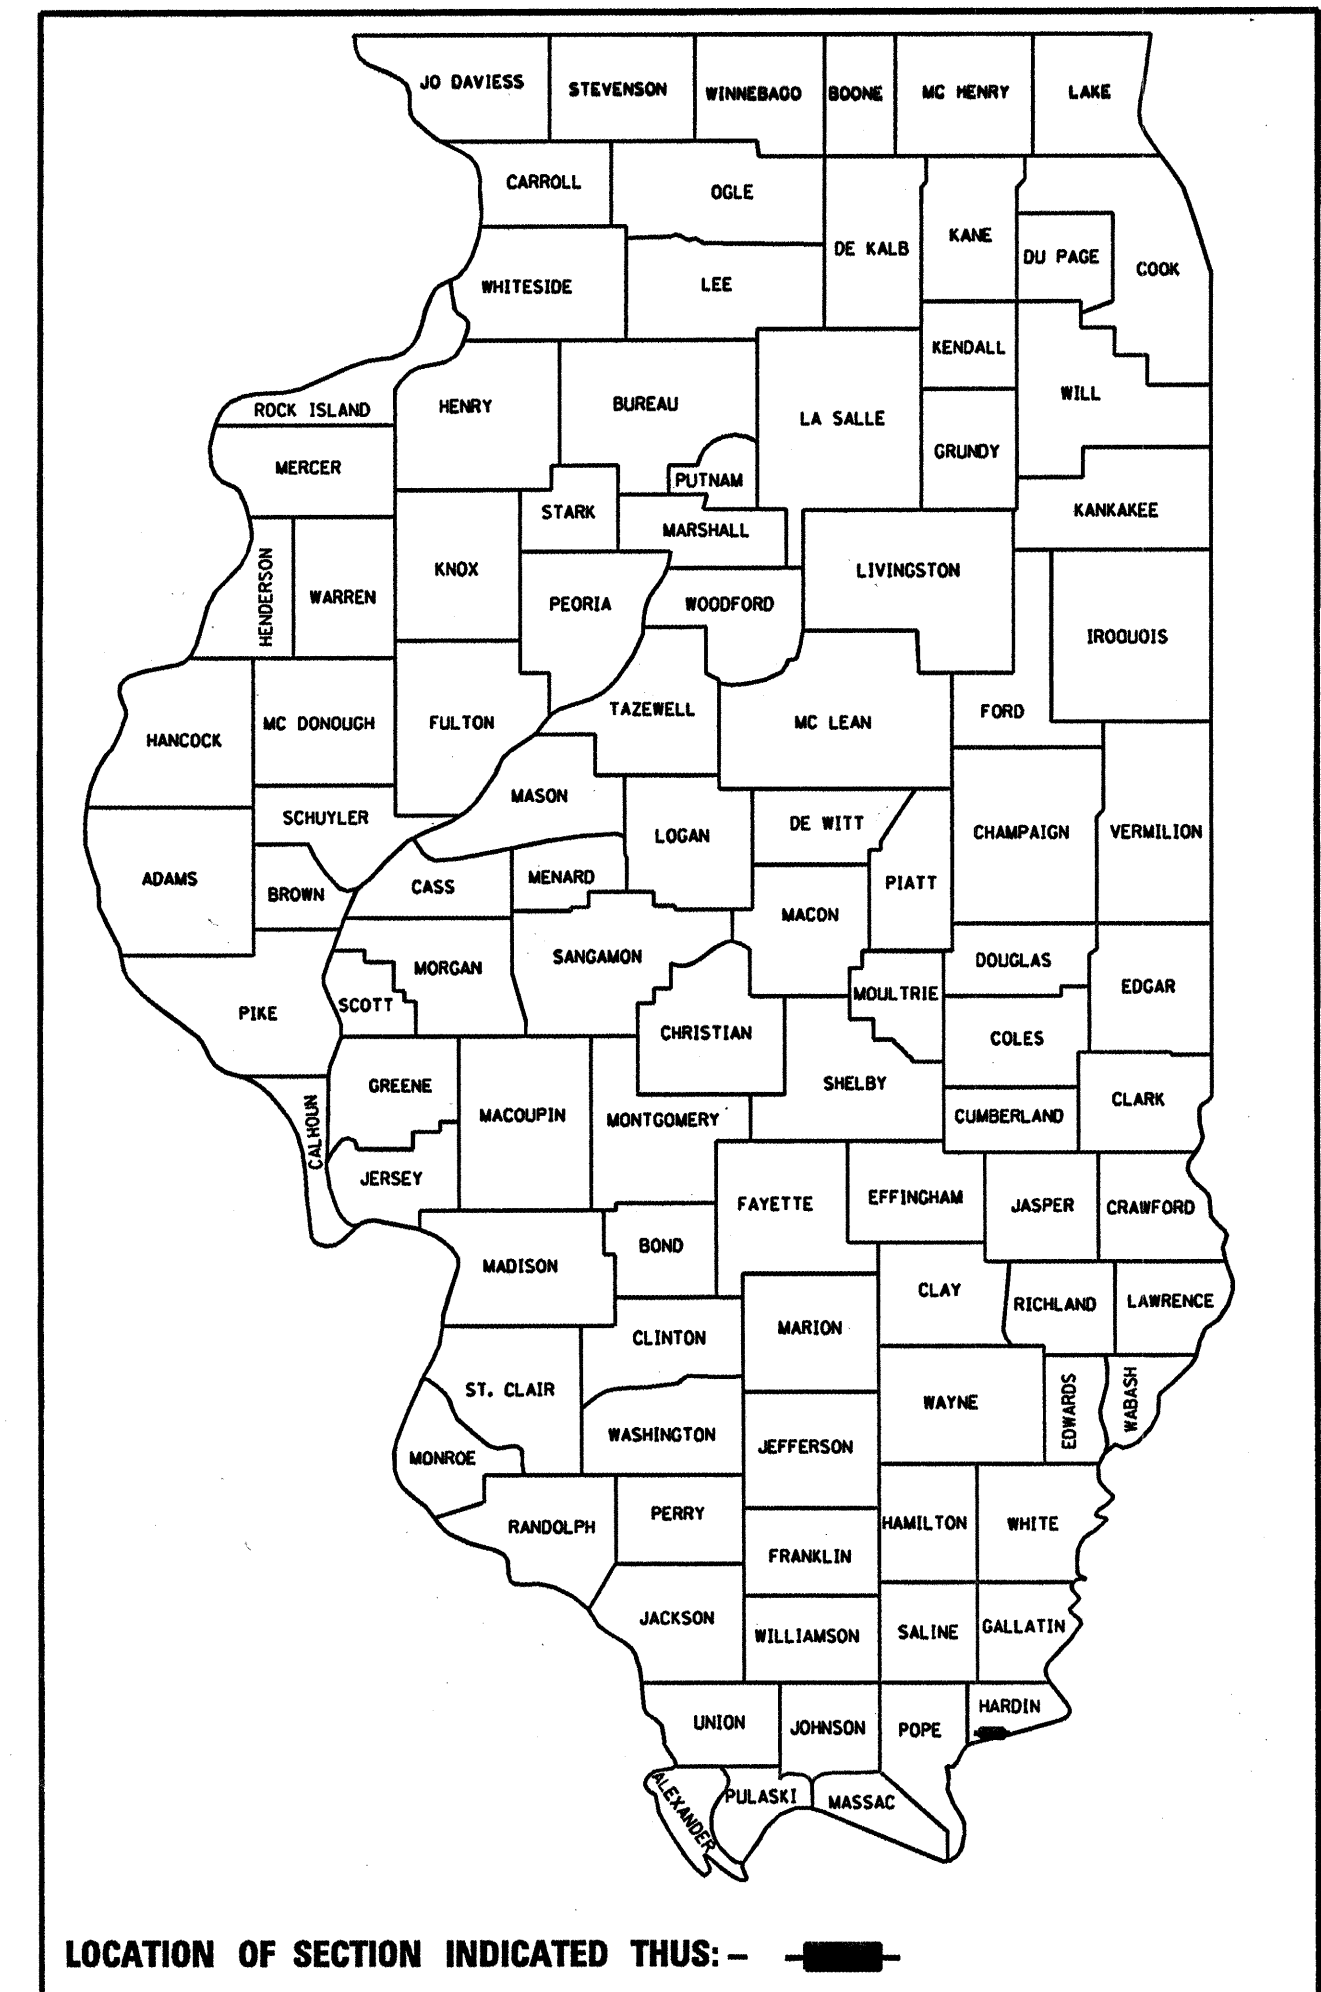 JO DAVIESS
STEVENSON
WINNEBAGO
BOONE
MC HENRY
LAKE
CARROLL
OGLE
DE KALB
KANE
DU PAGE
COOK
WHITESIDE
LEE
KENDALL
WILL
ROCK ISLAND
HENRY
BUREAU
LA SALLE
GRUNDY
MERCER
PUTNAM
KANKAKEE
STARK
MARSHALL
HENDERSON
WARREN
KNOX
PEORIA
WOODFORD
LIVINGSTON
IROQUOIS
HANCOCK
MC DONOUGH
FULTON
TAZEWELL
MC LEAN
FORD
SCHUYLER
MASON
LOGAN
DE WITT
CHAMPAIGN
VERMILION
ADAMS
BROWN
CASS
MENARD
MACON
PIATT
PIKE
SCOTT
MORGAN
SANGAMON
CHRISTIAN
MOULTRIE
DOUGLAS
EDGAR
COLES
SHELBY
GREENE
CALHOUN
MACOUPIN
MONTGOMERY
CUMBERLAND
CLARK
JERSEY
FAYETTE
EFFINGHAM
JASPER
CRAWFORD
MADISON
BOND
CLAY
RICHLAND
LAWRENCE
CLINTON
MARION
ST. CLAIR
WAYNE
EDWARDS
WABASH
MONROE
WASHINGTON
JEFFERSON
RANDOLPH
PERRY
HAMILTON
WHITE
FRANKLIN
JACKSON
WILLIAMSON
SALINE
GALLATIN
UNION
JOHNSON
POPE
HARDIN
ALEXANDER
PULASKI
MASSAC
LOCATION OF SECTION INDICATED THUS: –